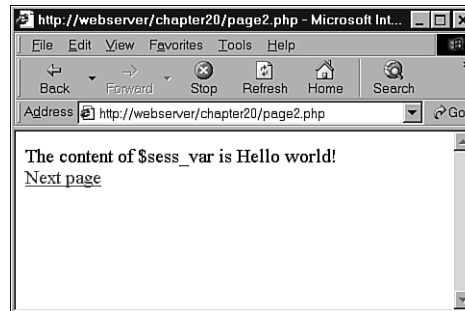 http://webserver/chapter20/page2.php - Microsoft Int...
File Edit View Favorites Tools Help
Back Forward Stop Refresh Home Search
Address http://webserver/chapter20/page2.php Go
The content of $sess_var is Hello world!
Next page